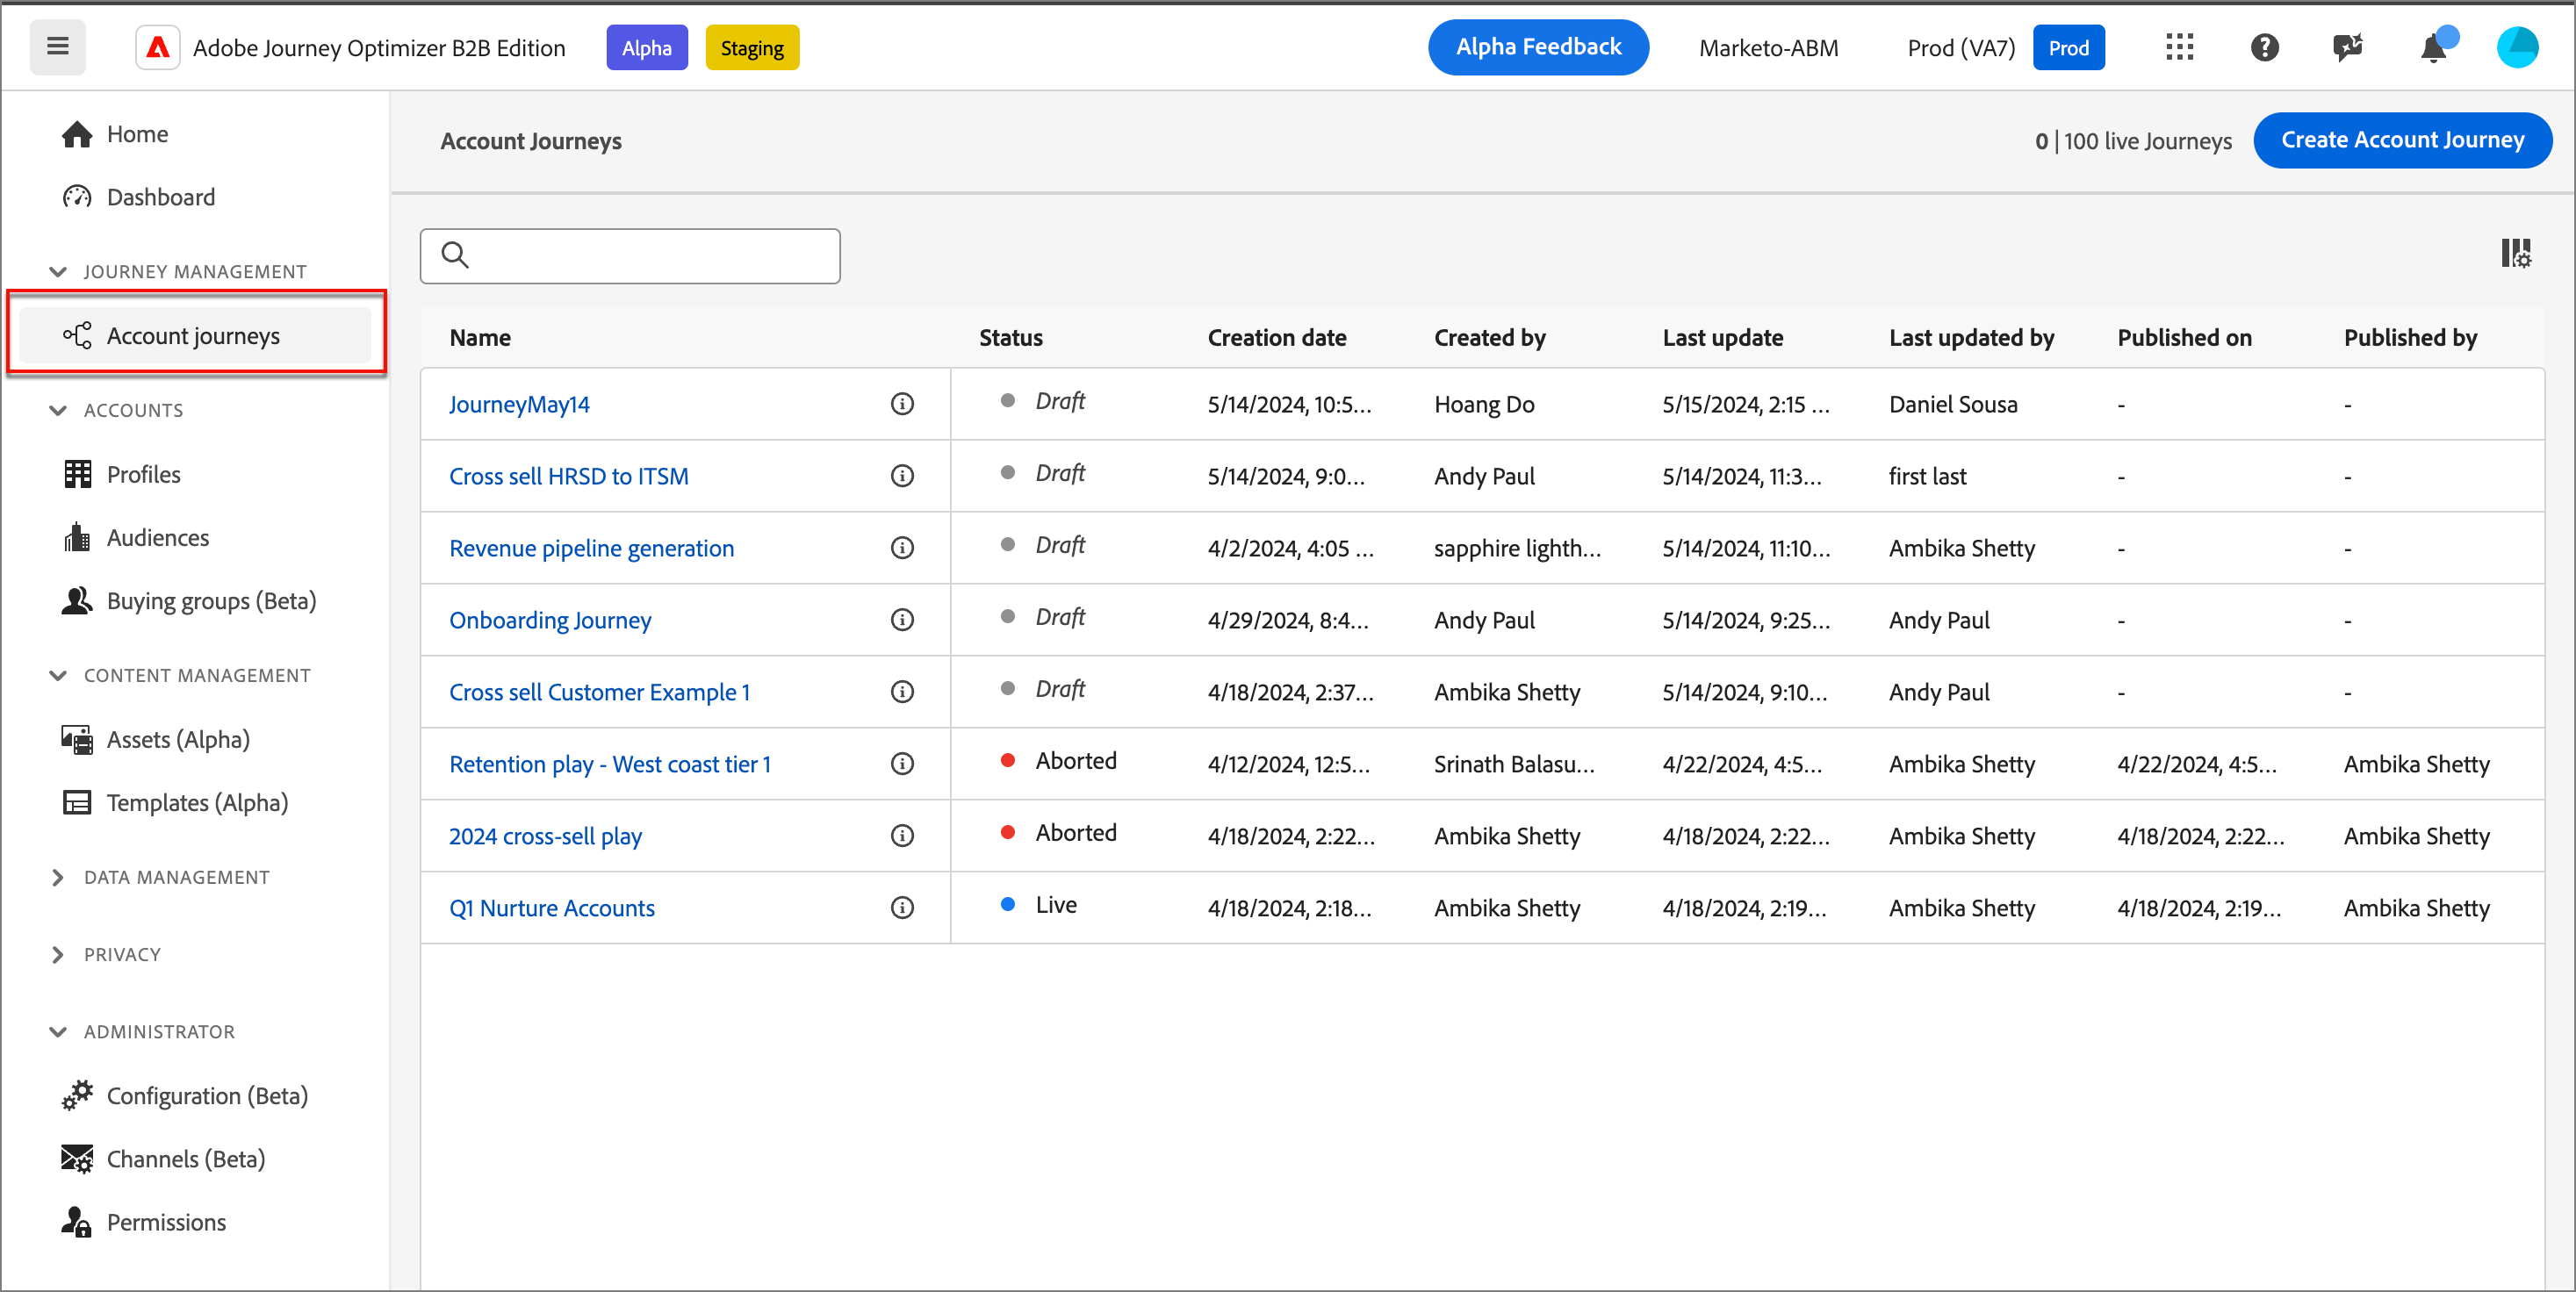 Adobe Journey Optimizer B2B Edition Alpha Staging Alpha Feedback Marketo-ABM Prod (VA7) Prod
Home
Dashboard
JOURNEY MANAGEMENT
Account journeys
ACCOUNTS
Profiles
Audiences
Buying groups (Beta)
CONTENT MANAGEMENT
Assets (Alpha)
Templates (Alpha)
DATA MANAGEMENT
PRIVACY
ADMINISTRATOR
Configuration (Beta)
Channels (Beta)
Permissions
Account Journeys 0 | 100 live Journeys Create Account Journey
Name Status Creation date Created by Last update Last updated by Published on Published by
JourneyMay14 Draft 5/14/2024, 10:5... Hoang Do 5/15/2024, 2:15 ... Daniel Sousa - -
Cross sell HRSD to ITSM Draft 5/14/2024, 9:0... Andy Paul 5/14/2024, 11:3... first last - -
Revenue pipeline generation Draft 4/2/2024, 4:05 ... sapphire lighth... 5/14/2024, 11:10... Ambika Shetty - -
Onboarding Journey Draft 4/29/2024, 8:4... Andy Paul 5/14/2024, 9:25... Andy Paul - -
Cross sell Customer Example 1 Draft 4/18/2024, 2:37... Ambika Shetty 5/14/2024, 9:10... Andy Paul - -
Retention play - West coast tier 1 Aborted 4/12/2024, 12:5... Srinath Balasu... 4/22/2024, 4:5... Ambika Shetty 4/22/2024, 4:5... Ambika Shetty
2024 cross-sell play Aborted 4/18/2024, 2:22... Ambika Shetty 4/18/2024, 2:22... Ambika Shetty 4/18/2024, 2:22... Ambika Shetty
Q1 Nurture Accounts Live 4/18/2024, 2:18... Ambika Shetty 4/18/2024, 2:19... Ambika Shetty 4/18/2024, 2:19... Ambika Shetty